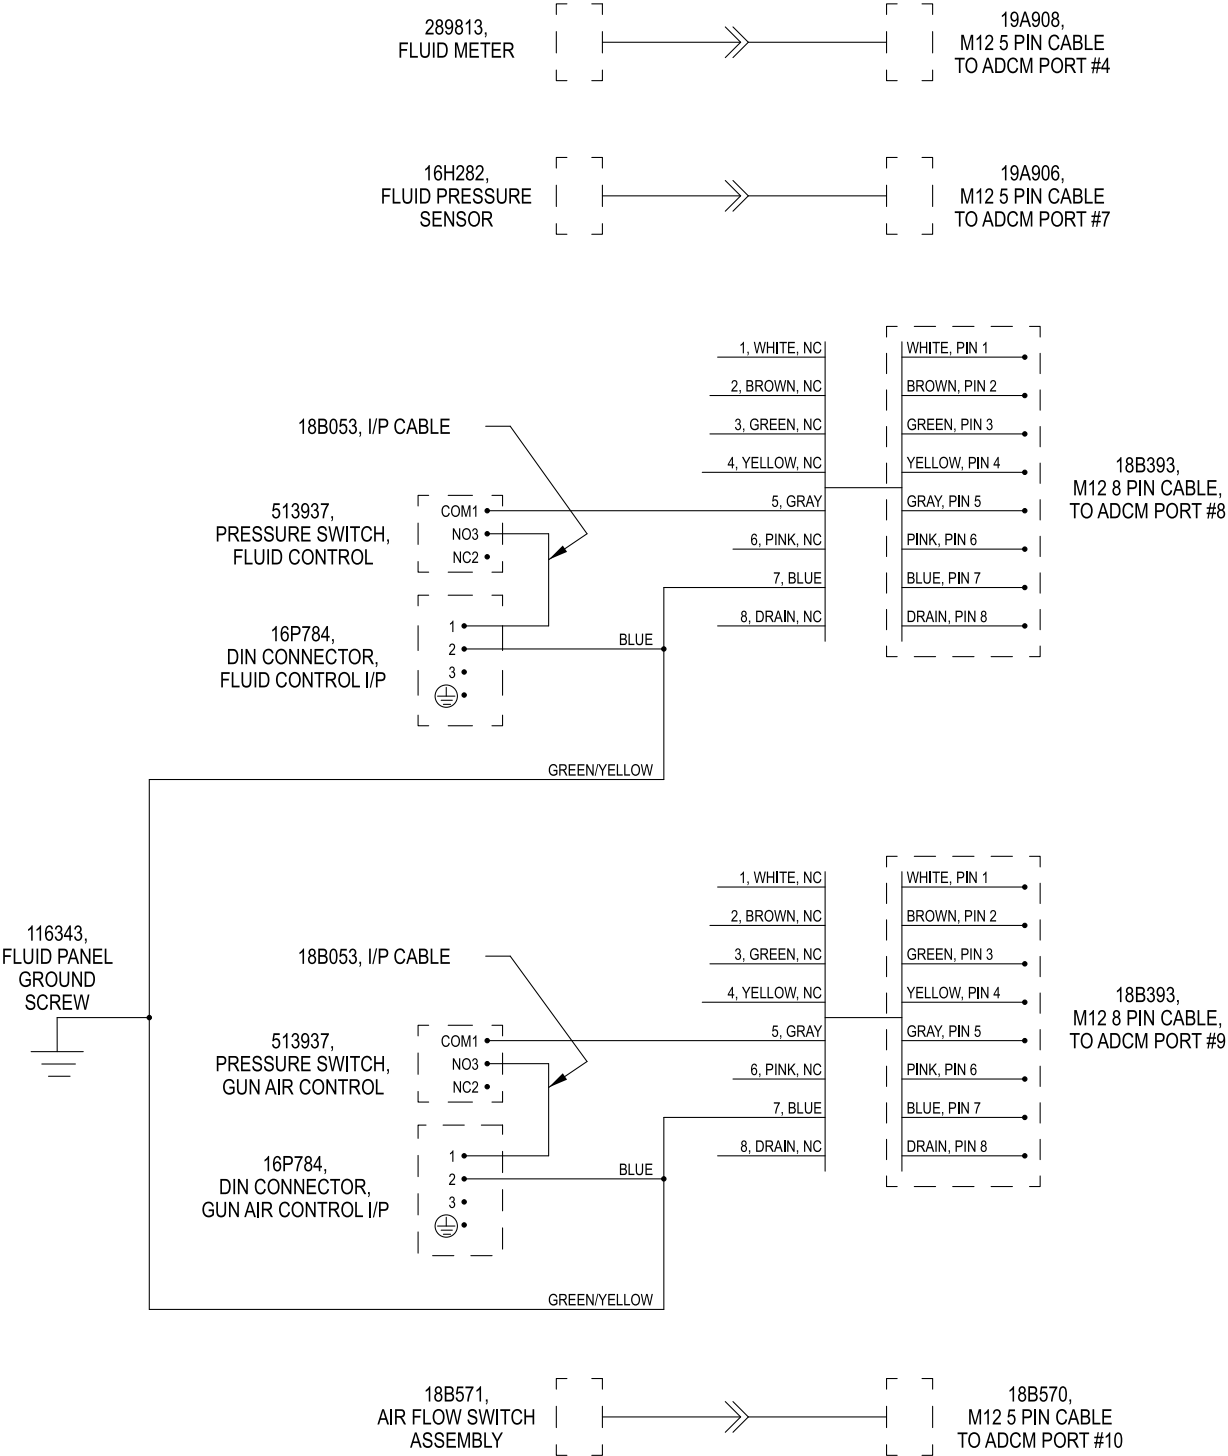 289813,
FLUID METER
19A908,
M12 5 PIN CABLE
TO ADCM PORT #4
16H282,
FLUID PRESSURE
SENSOR
19A906,
M12 5 PIN CABLE
TO ADCM PORT #7
1, WHITE, NC
2, BROWN, NC
3, GREEN, NC
4, YELLOW, NC
5, GRAY
6, PINK, NC
7, BLUE
8, DRAIN, NC
WHITE, PIN 1
BROWN, PIN 2
GREEN, PIN 3
YELLOW, PIN 4
GRAY, PIN 5
PINK, PIN 6
BLUE, PIN 7
DRAIN, PIN 8
18B393,
M12 8 PIN CABLE,
TO ADCM PORT #8
18B053, I/P CABLE
513937,
PRESSURE SWITCH,
FLUID CONTROL
COM1
NO3
NC2
16P784,
DIN CONNECTOR,
FLUID CONTROL I/P
1
2
3
BLUE
GREEN/YELLOW
116343,
FLUID PANEL
GROUND
SCREW
1, WHITE, NC
2, BROWN, NC
3, GREEN, NC
4, YELLOW, NC
5, GRAY
6, PINK, NC
7, BLUE
8, DRAIN, NC
WHITE, PIN 1
BROWN, PIN 2
GREEN, PIN 3
YELLOW, PIN 4
GRAY, PIN 5
PINK, PIN 6
BLUE, PIN 7
DRAIN, PIN 8
18B393,
M12 8 PIN CABLE,
TO ADCM PORT #9
18B053, I/P CABLE
513937,
PRESSURE SWITCH,
GUN AIR CONTROL
COM1
NO3
NC2
16P784,
DIN CONNECTOR,
GUN AIR CONTROL I/P
1
2
3
BLUE
GREEN/YELLOW
18B571,
AIR FLOW SWITCH
ASSEMBLY
18B570,
M12 5 PIN CABLE
TO ADCM PORT #10